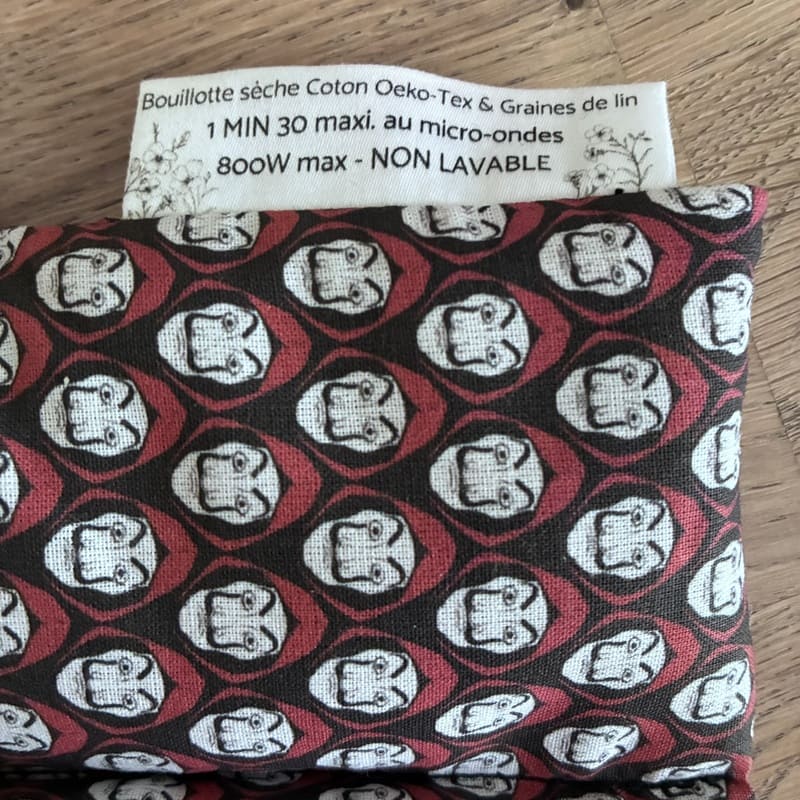 Bouillotte sèche Coton Oeko-Tex & Graines de lin
1 MIN 30 maxi. au micro-ondes
800W max - NON LAVABLE